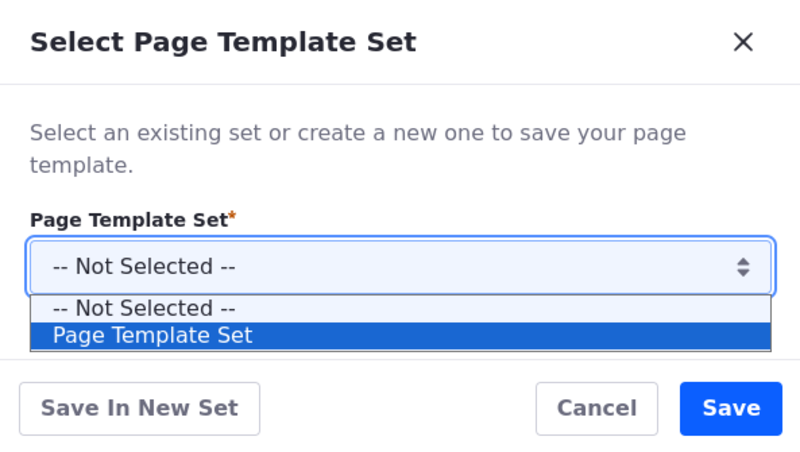 Select Page Template Set
Select an existing set or create a new one to save your page
template.
Page Template Set*
-- Not Selected --
-- Not Selected --
Page Template Set
Save In New Set
Cancel
Save